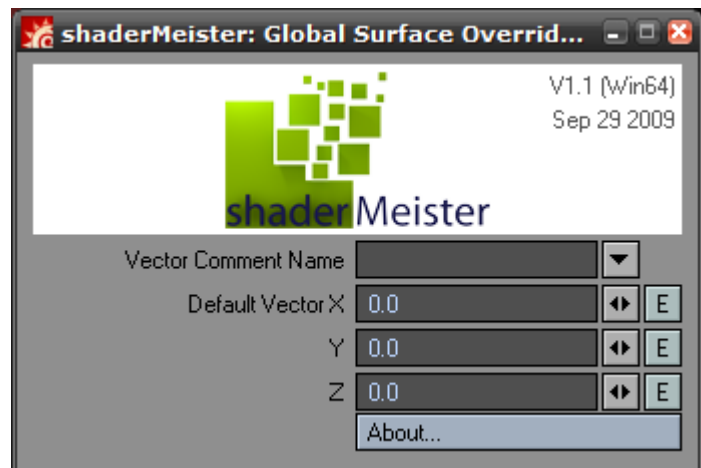 shaderMeister: Global Surface Overrid...
V1.1 (Win64)
Sep 29 2009
shaderMeister
Vector Comment Name
Default Vector X 0.0 E
Y 0.0 E
Z 0.0 E
About...